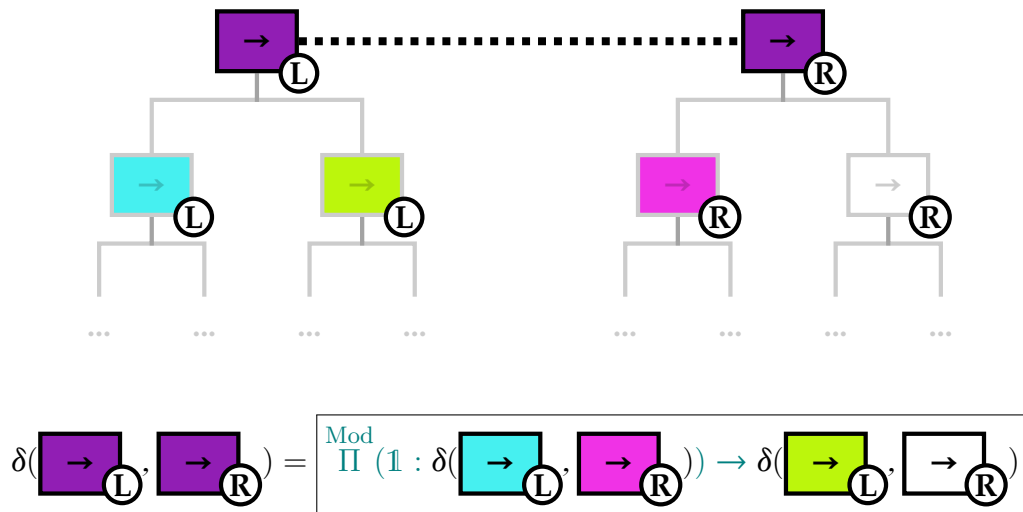 → →
L R
→ → → →
L L R R
... ... ... ... ... ... ... ...
Mod
δ( → L , → R ) = Π (𝟙 : δ( → L , → R )) → δ( → L , → R )